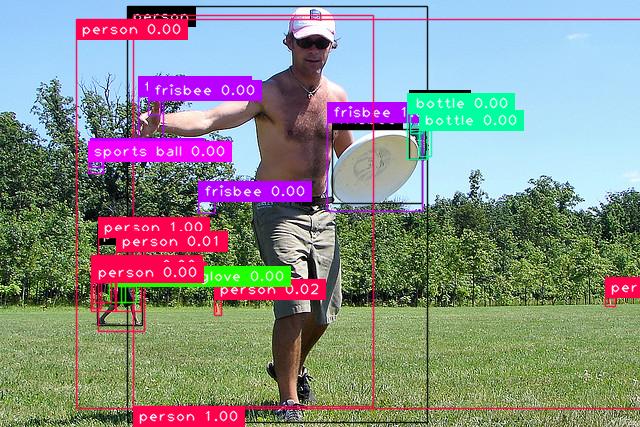 person
person 0.00
frisbee 0.00
bottle 0.00
frisbee 1
bottle 0.00
sports ball 0.00
frisbee 0.00
person 1.00
person 0.01
person 0.00
glove 0.00
person 0.02
per
person 1.00